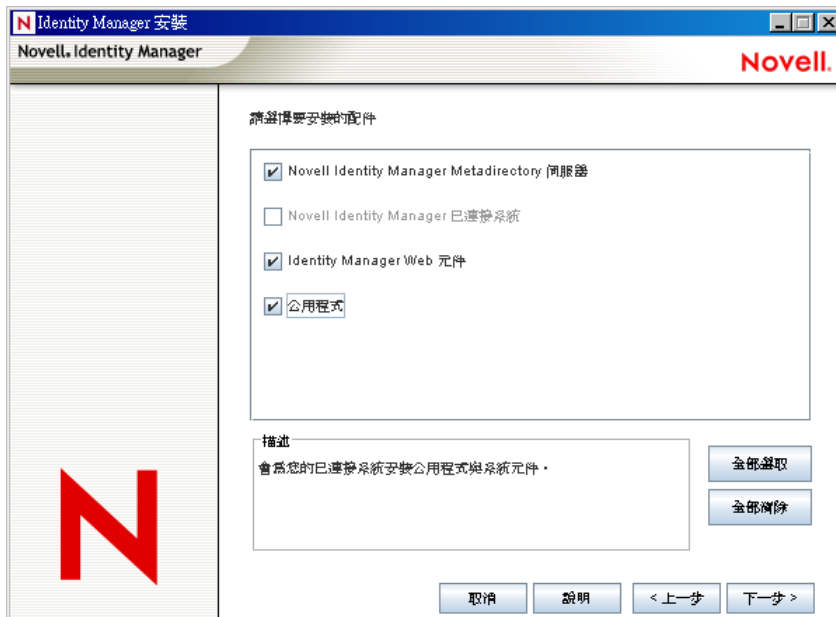 Identity Manager 安裝
Novell. Identity Manager
Novell.
請選擇要安裝的配件
Novell Identity Manager Metadirectory 伺服器
Novell Identity Manager 已連接系統
Identity Manager Web 元件
公用程式
描述
會為您的已連接系統安裝公用程式與系統元件。
全部選取
全部清除
取消
說明
< 上一步
下一步 >